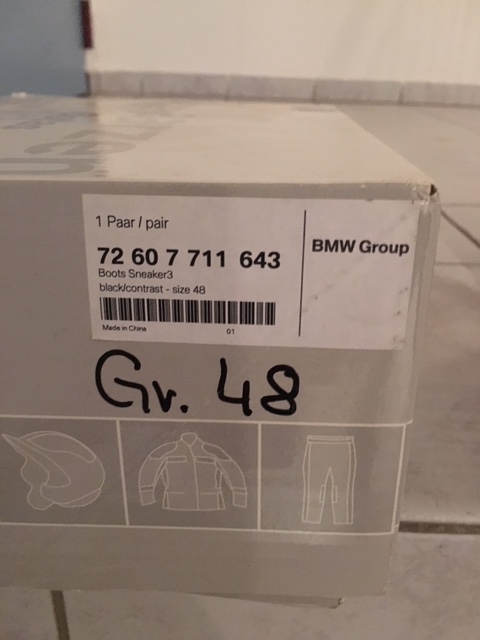 1 Paar / pair
72 60 7 711 643
BMW Group
Boots Sneaker3
black/contrast - size 48
Made in China
01
Gr. 48